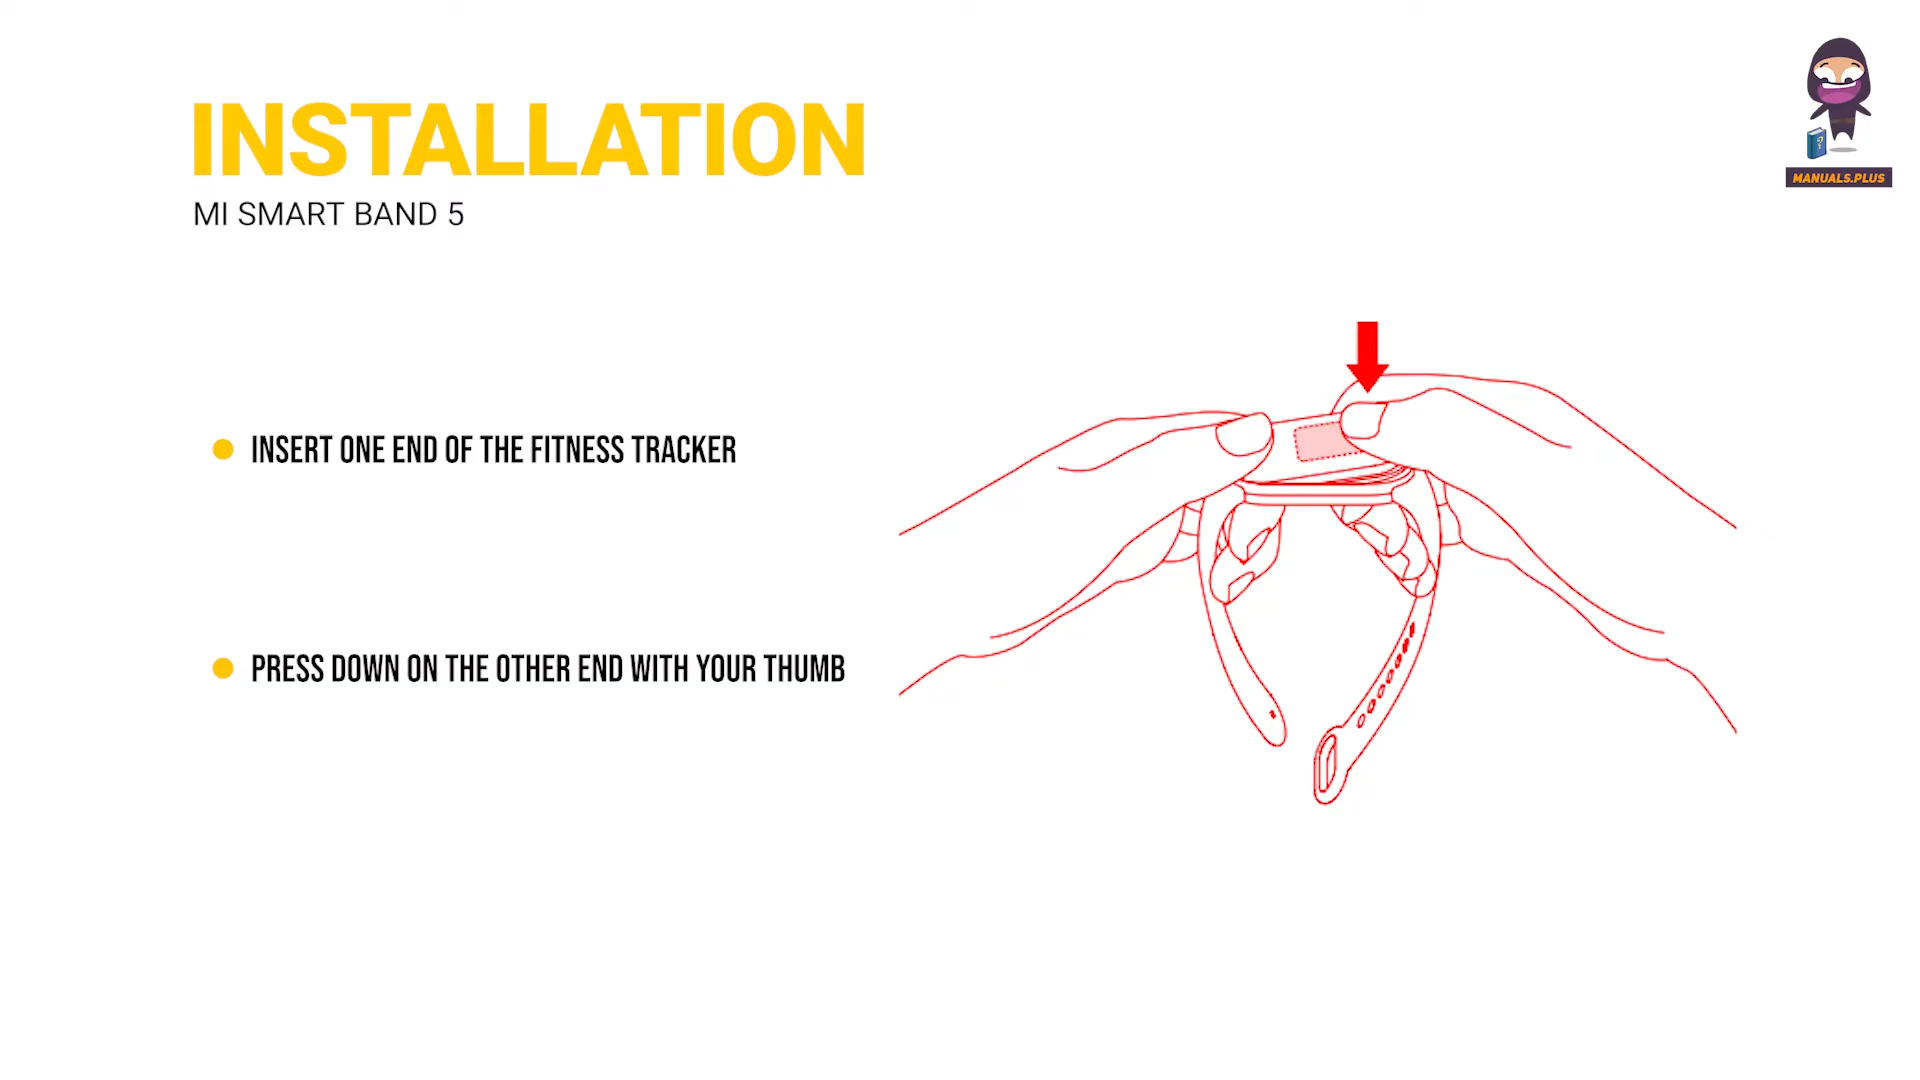 INSTALLATION
MI SMART BAND 5
INSERT ONE END OF THE FITNESS TRACKER
PRESS DOWN ON THE OTHER END WITH YOUR THUMB
MANUALS.PLUS